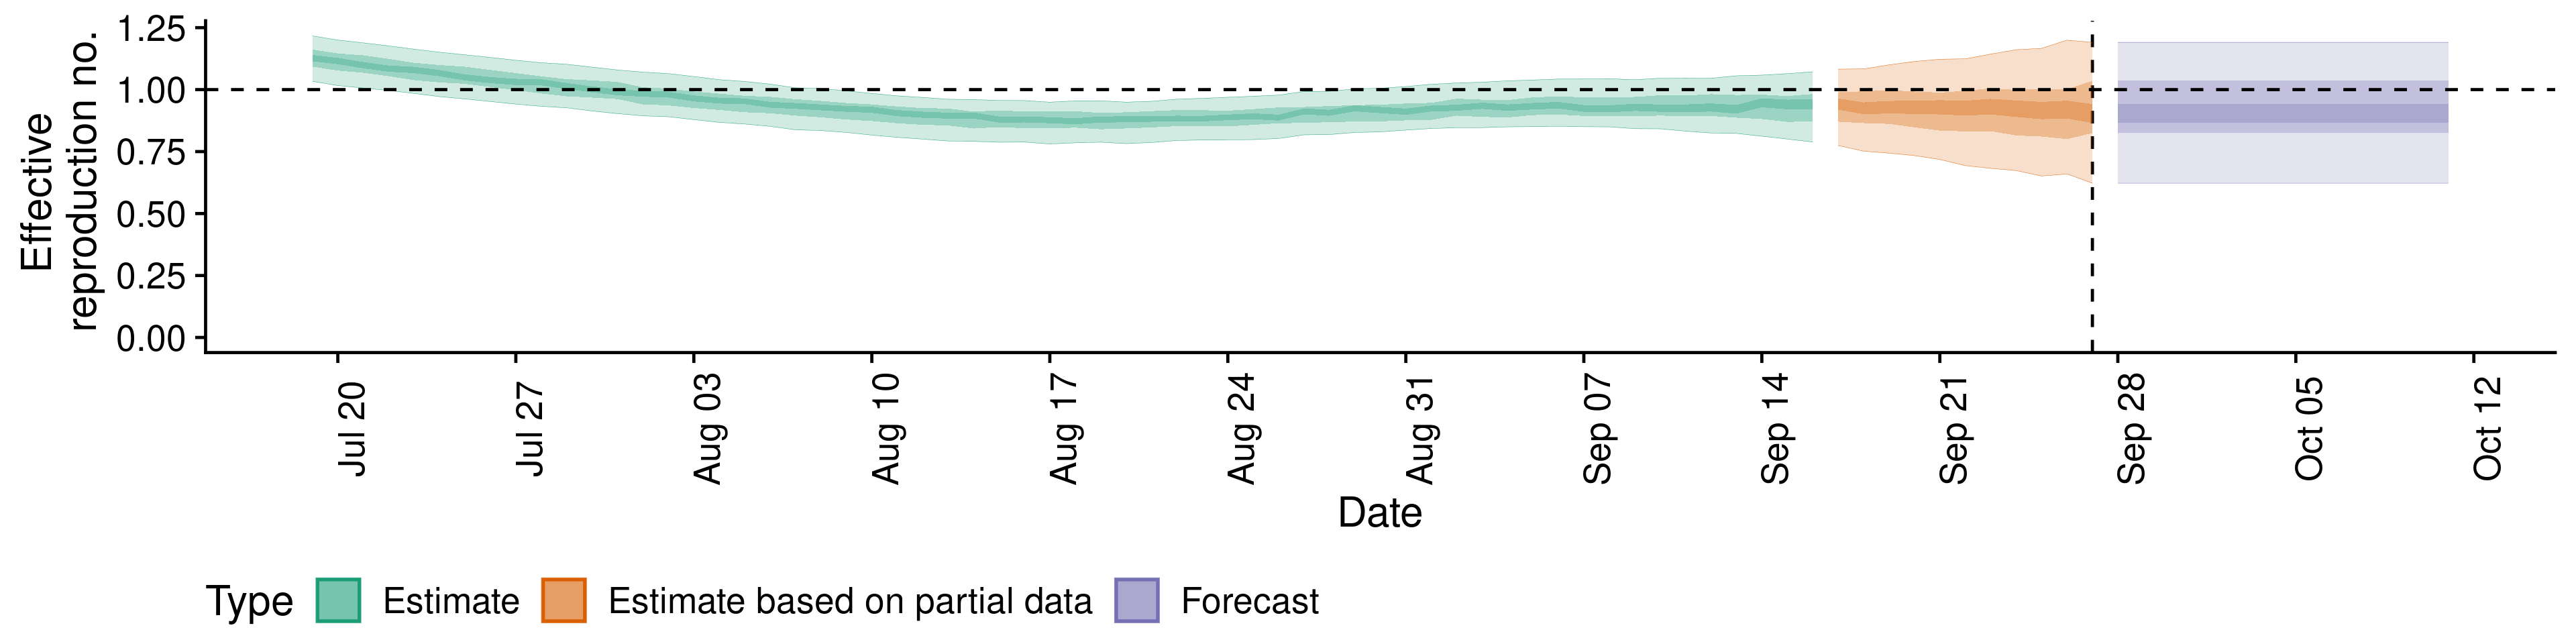 Effective
reproduction no.
1.25
1.00
0.75
0.50
0.25
0.00
Jul 20
Jul 27
Aug 03
Aug 10
Aug 17
Aug 24
Aug 31
Sep 07
Sep 14
Sep 21
Sep 28
Oct 05
Oct 12
Date
Type Estimate Estimate based on partial data Forecast